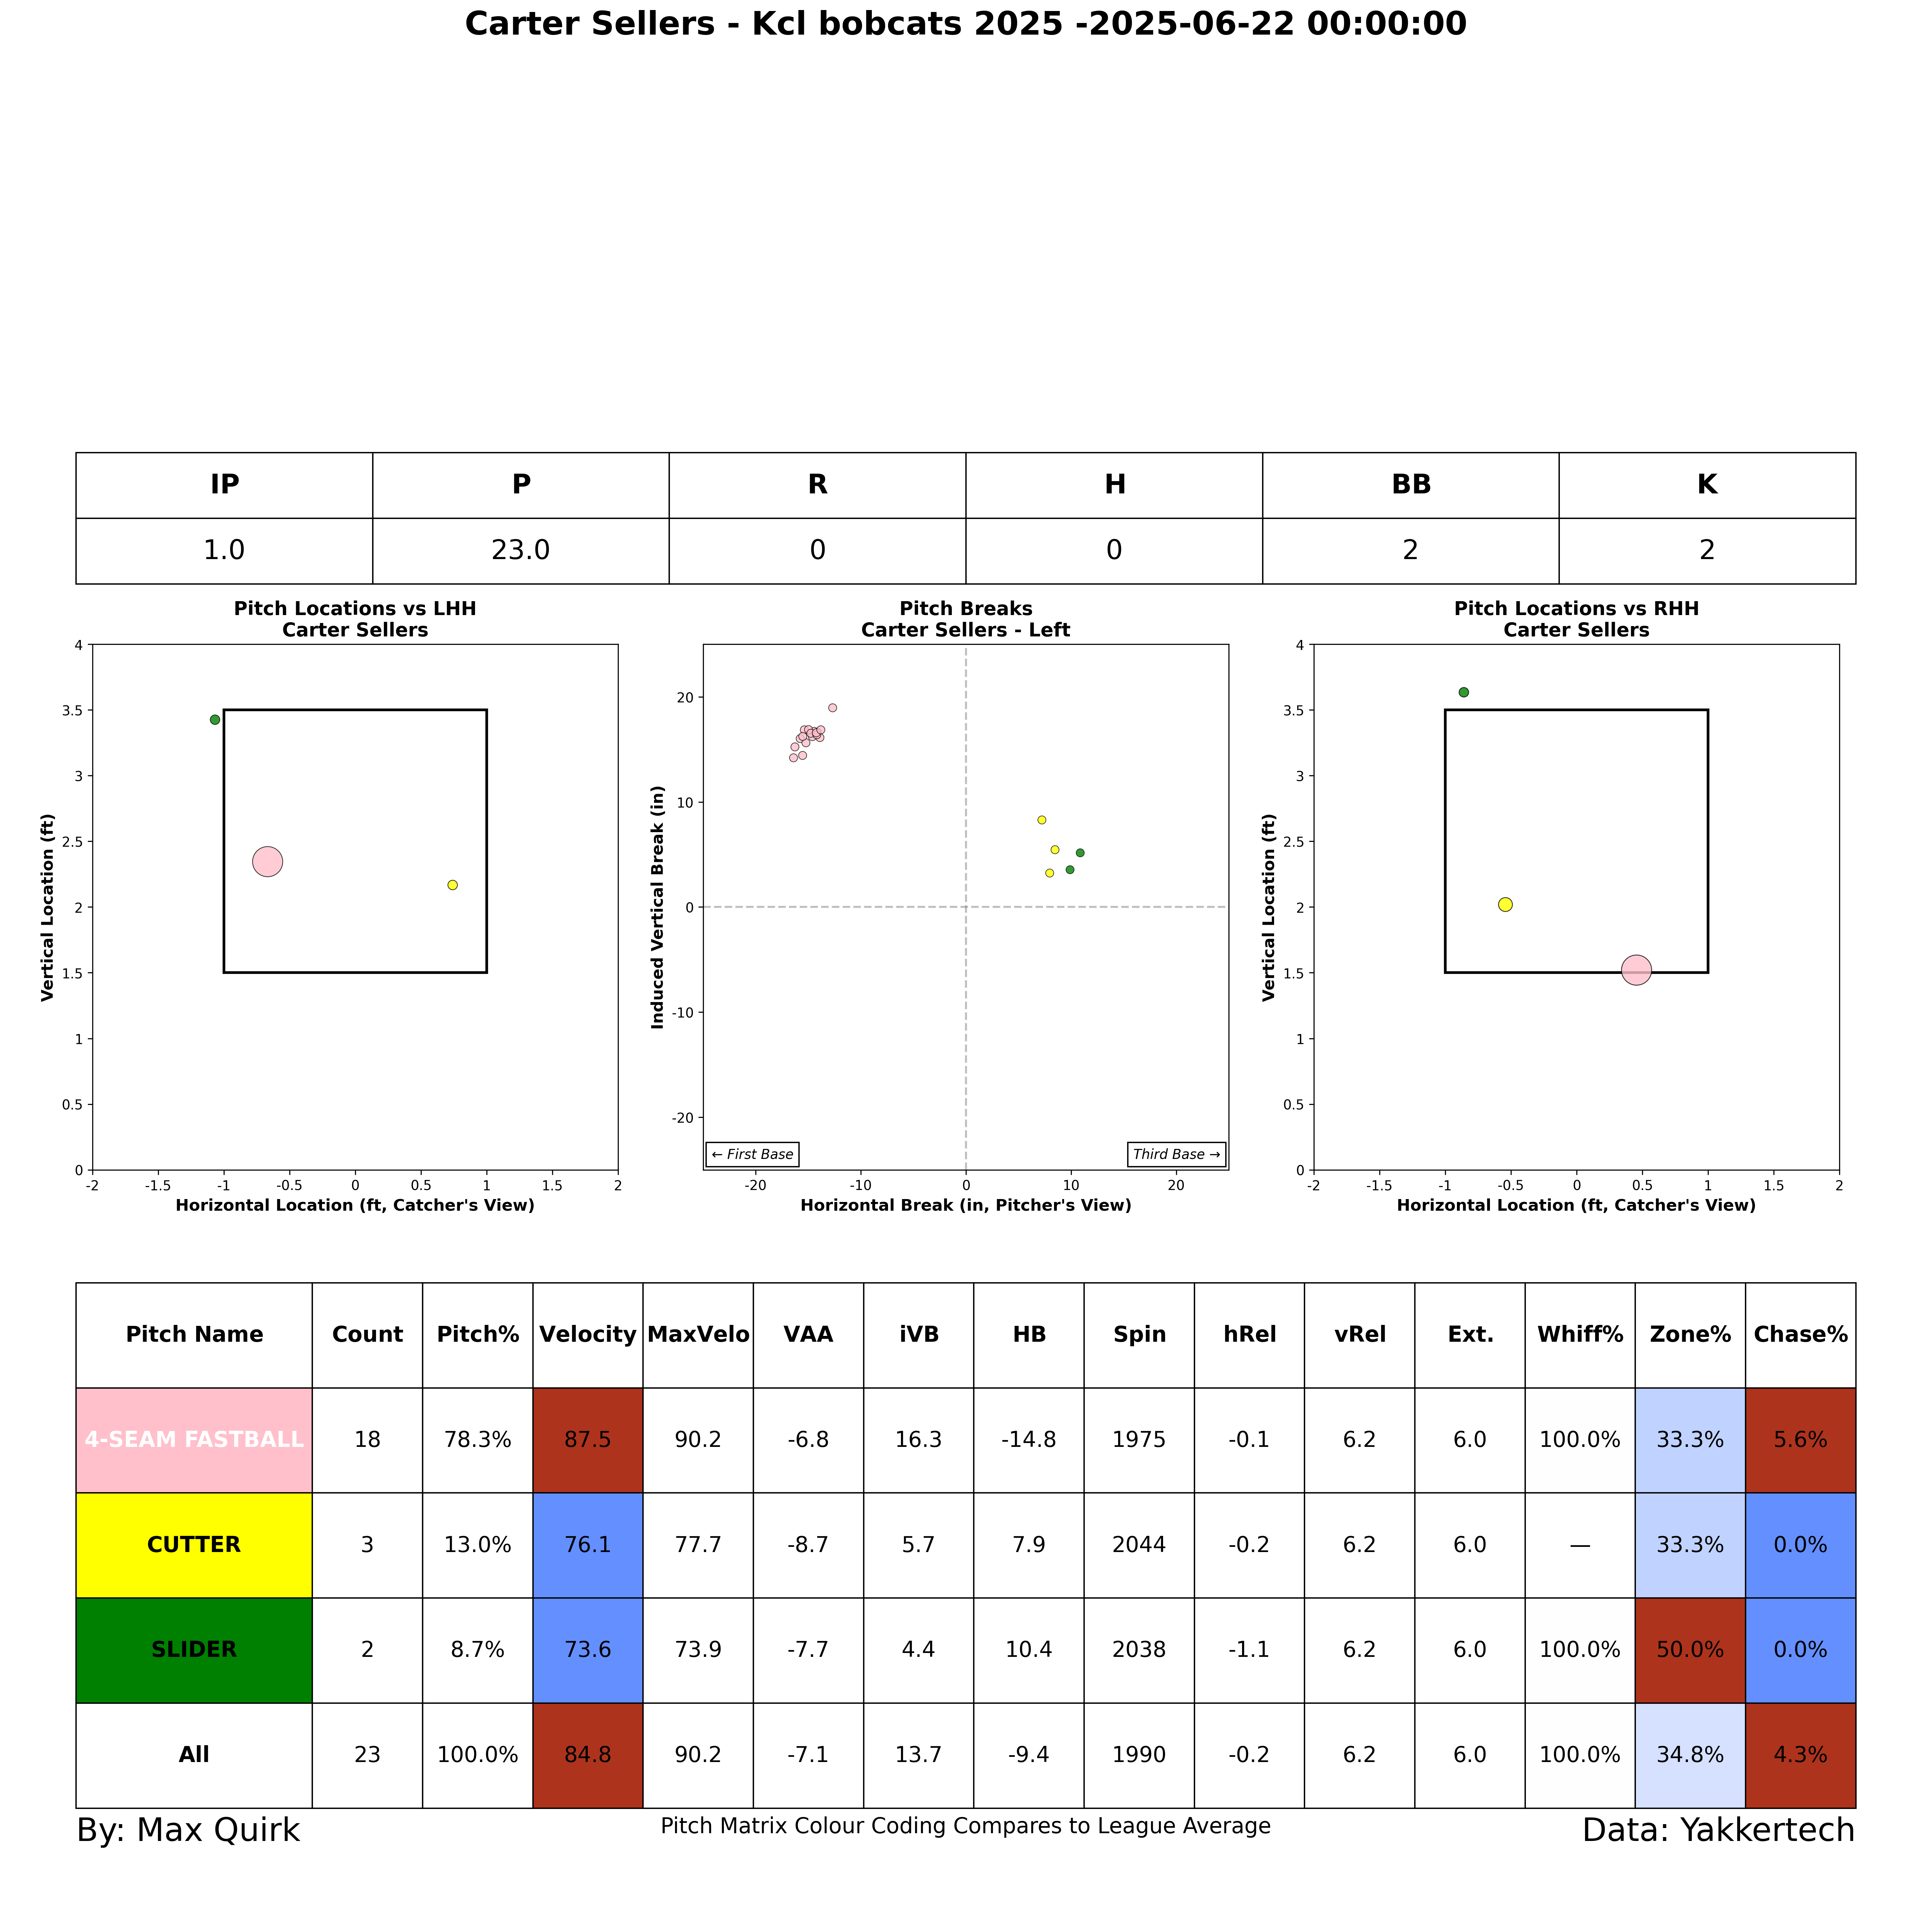 Carter Sellers - Kcl bobcats 2025 -2025-06-22 00:00:00
IP P R H BB K
1.0 23.0 0 0 2 2
Pitch Locations vs LHH
Carter Sellers
4
3.5
3
2.5
2
1.5
1
0.5
0
-2 -1.5 -1 -0.5 0 0.5 1 1.5 2
Vertical Location (ft)
Horizontal Location (ft, Catcher's View)
Pitch Breaks
Carter Sellers - Left
20
10
0
-10
-20
← First Base
Third Base →
-20 -10 0 10 20
Induced Vertical Break (in)
Horizontal Break (in, Pitcher's View)
Pitch Locations vs RHH
Carter Sellers
4
3.5
3
2.5
2
1.5
1
0.5
0
-2 -1.5 -1 -0.5 0 0.5 1 1.5 2
Vertical Location (ft)
Horizontal Location (ft, Catcher's View)
Pitch Name Count Pitch% Velocity MaxVelo VAA iVB HB Spin hRel vRel Ext. Whiff% Zone% Chase%
4-SEAM FASTBALL 18 78.3% 87.5 90.2 -6.8 16.3 -14.8 1975 -0.1 6.2 6.0 100.0% 33.3% 5.6%
CUTTER 3 13.0% 76.1 77.7 -8.7 5.7 7.9 2044 -0.2 6.2 6.0 — 33.3% 0.0%
SLIDER 2 8.7% 73.6 73.9 -7.7 4.4 10.4 2038 -1.1 6.2 6.0 100.0% 50.0% 0.0%
All 23 100.0% 84.8 90.2 -7.1 13.7 -9.4 1990 -0.2 6.2 6.0 100.0% 34.8% 4.3%
By: Max Quirk
Pitch Matrix Colour Coding Compares to League Average
Data: Yakkertech